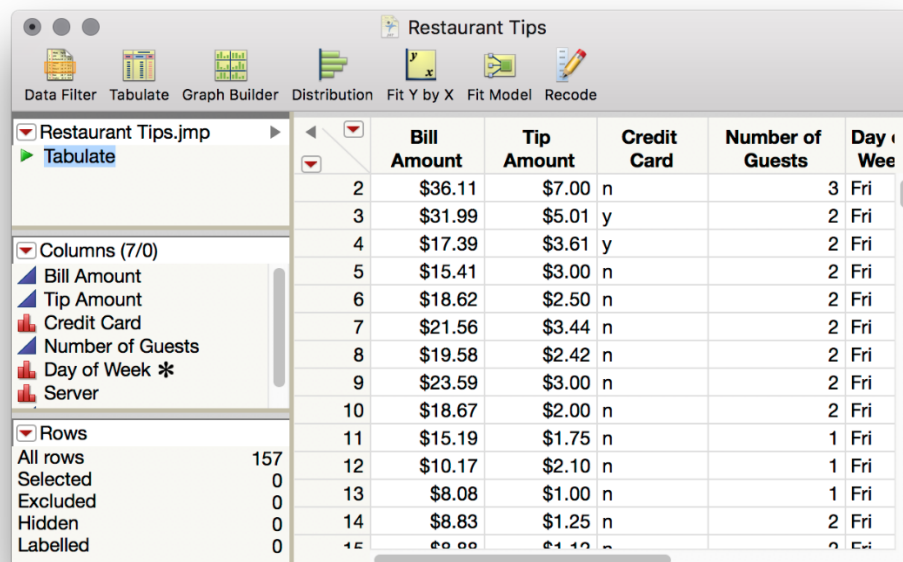 Restaurant Tips
Data Filter Tabulate Graph Builder Distribution Fit Y by X Fit Model Recode
Restaurant Tips.jmp
Tabulate
Columns (7/0)
Bill Amount
Tip Amount
Credit Card
Number of Guests
Day of Week
Server
Rows
All rows 157
Selected 0
Excluded 0
Hidden 0
Labelled 0
Bill Amount Tip Amount Credit Card Number of Guests Day Wee
2 $36.11 $7.00 n 3 Fri
3 $31.99 $5.01 y 2 Fri
4 $17.39 $3.61 y 2 Fri
5 $15.41 $3.00 n 2 Fri
6 $18.62 $2.50 n 2 Fri
7 $21.56 $3.44 n 2 Fri
8 $19.58 $2.42 n 2 Fri
9 $23.59 $3.00 n 2 Fri
10 $18.67 $2.00 n 2 Fri
11 $15.19 $1.75 n 1 Fri
12 $10.17 $2.10 n 1 Fri
13 $8.08 $1.00 n 1 Fri
14 $8.83 $1.25 n 2 Fri